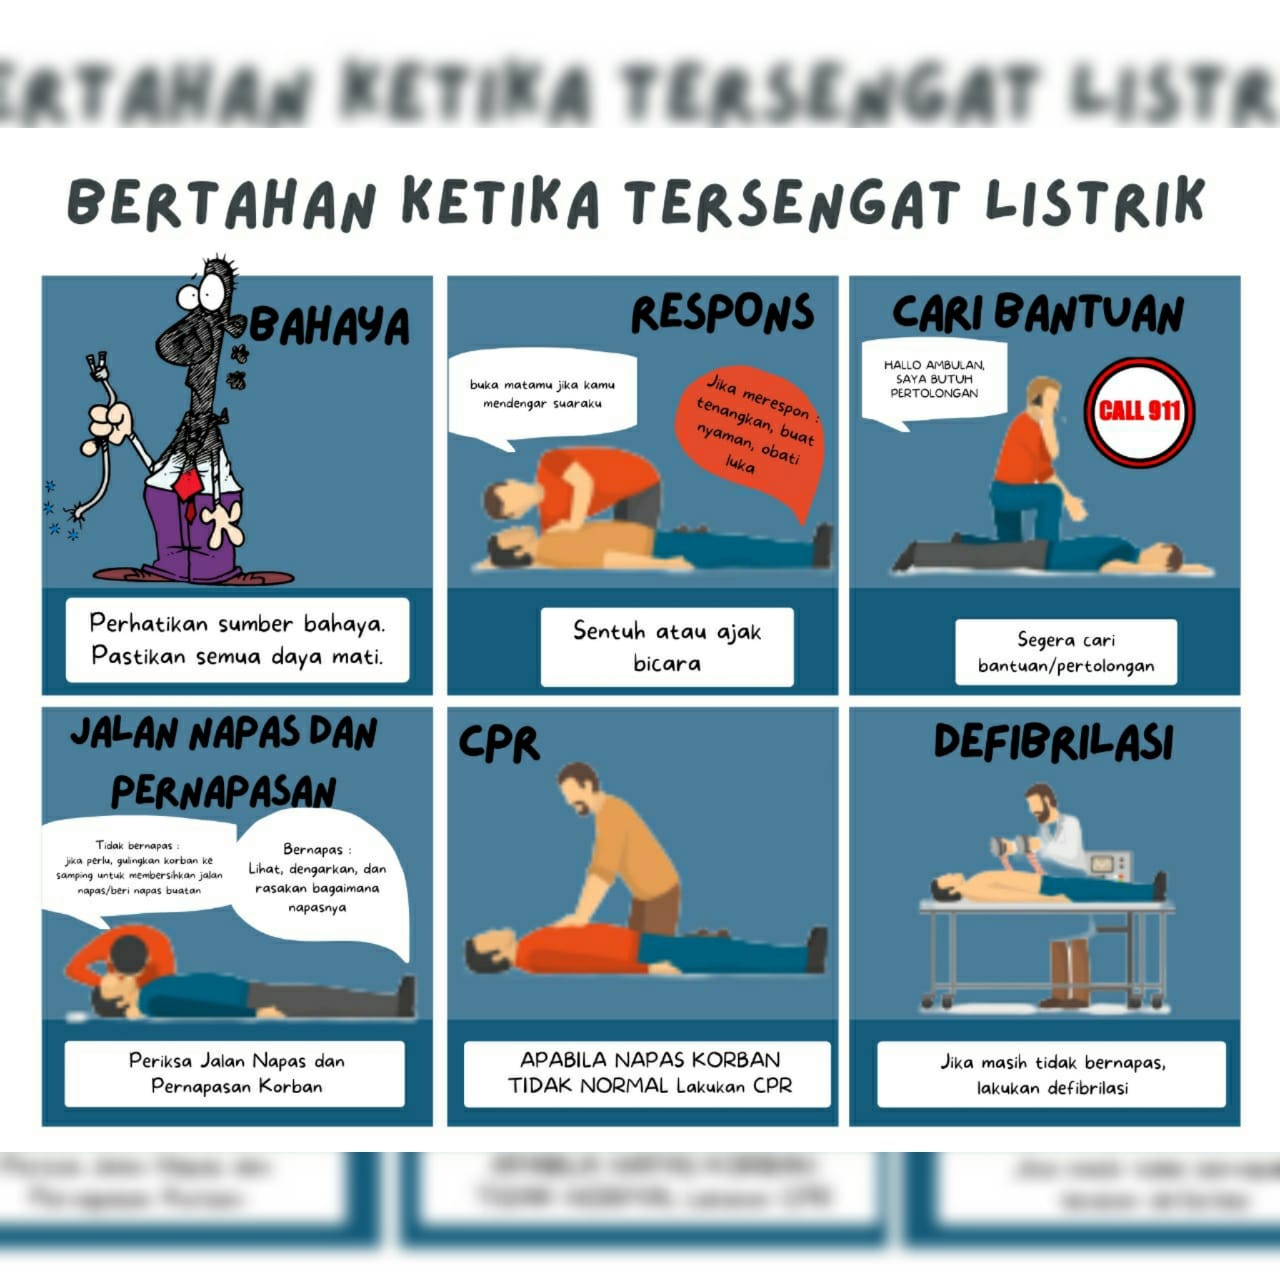 ERTAHAN KETIKA TERSENGAT LISTR
BERTAHAN KETIKA TERSENGAT LISTRIK
BAHAYA
Perhatikan sumber bahaya.
Pastikan semua daya mati.
RESPONS
buka matamu jika kamu
mendengar suaraku
Jika merespon :
tenangkan, buat
nyaman, obati
luka
Sentuh atau ajak
bicara
CARI BANTUAN
HALLO AMBULAN,
SAYA BUTUH
PERTOLONGAN
CALL 911
Segera cari
bantuan/pertolongan
JALAN NAPAS DAN
PERNAPASAN
Tidak bernapas :
jika perlu, gulingkan korban ke
samping untuk membersihkan jalan
napas/beri napas buatan
Bernapas :
Lihat, dengarkan, dan
rasakan bagaimana
napasnya
Periksa Jalan Napas dan
Pernapasan Korban
CPR
APABILA NAPAS KORBAN
TIDAK NORMAL Lakukan CPR
DEFIBRILASI
Jika masih tidak bernapas,
lakukan defibrilasi